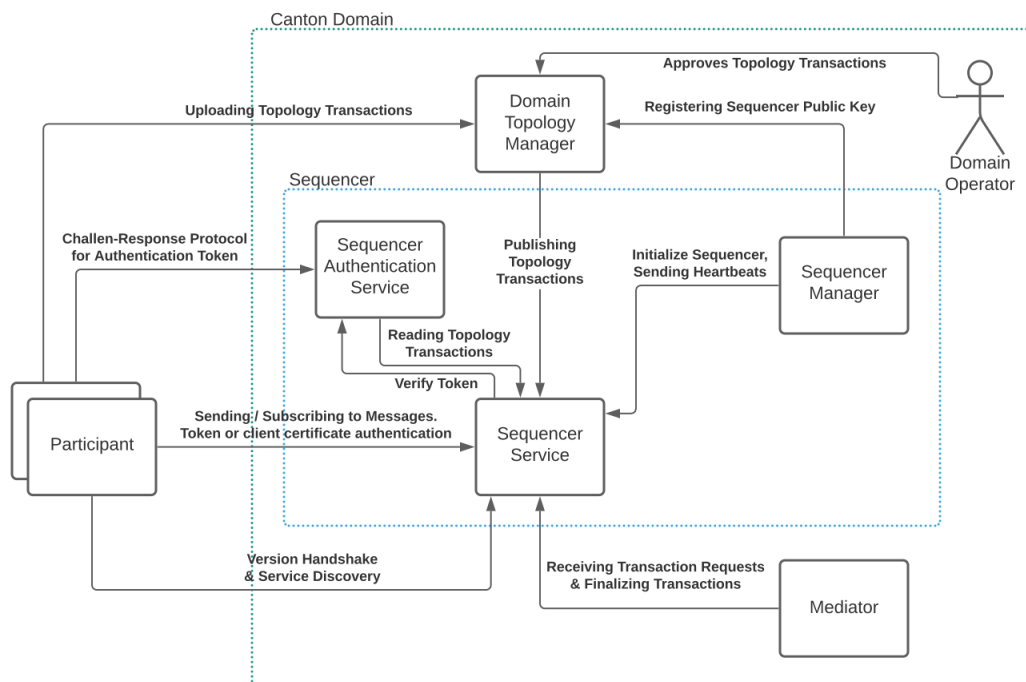 Canton Domain
Approves Topology Transactions
Uploading Topology Transactions
Domain
Topology
Manager
Registering Sequencer Public Key
Domain
Operator
Sequencer
Challen-Response Protocol
for Authentication Token
Sequencer
Authentication
Service
Publishing
Topology
Transactions
Initialize Sequencer,
Sending Heartbeats
Sequencer
Manager
Reading Topology
Transactions
Verify Token
Participant
Sending / Subscribing to Messages.
Token or client certificate authentication
Sequencer
Service
Version Handshake
& Service Discovery
Receiving Transaction Requests
& Finalizing Transactions
Mediator